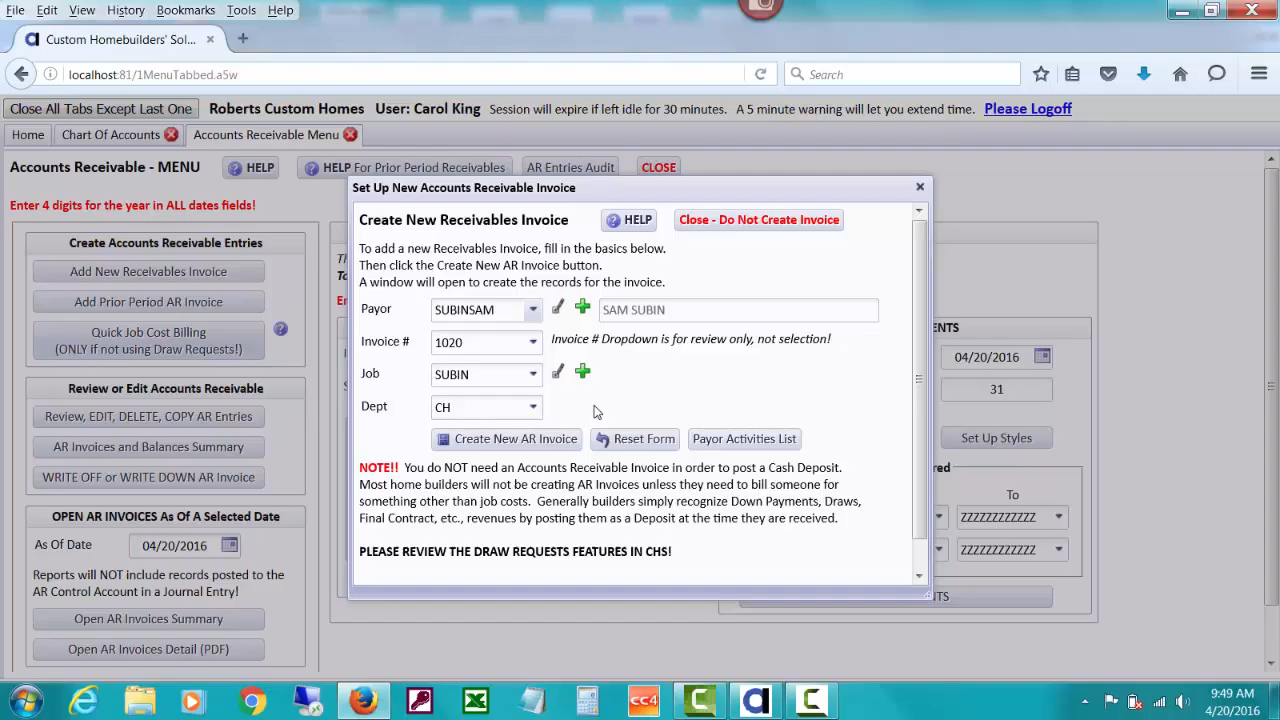 File Edit View History Bookmarks Tools Help
Custom Homebuilders' Sol...
localhost:81/1MenuTabbed.a5w
Search
Close All Tabs Except Last One Roberts Custom Homes User: Carol King Session will expire if left idle for 30 minutes. A 5 minute warning will let you extend time. Please Logoff
Home Chart Of Accounts Accounts Receivable Menu
Accounts Receivable - MENU HELP HELP For Prior Period Receivables AR Entries Audit CLOSE
Enter 4 digits for the year in ALL dates fields!
Create Accounts Receivable Entries
Add New Receivables Invoice
Add Prior Period AR Invoice
Quick Job Cost Billing
(ONLY if not using Draw Requests!)
Review or Edit Accounts Receivable
Review, EDIT, DELETE, COPY AR Entries
AR Invoices and Balances Summary
WRITE OFF or WRITE DOWN AR Invoice
OPEN AR INVOICES As Of A Selected Date
As Of Date 04/20/2016
Reports will NOT include records posted to the
AR Control Account in a Journal Entry!
Open AR Invoices Summary
Open AR Invoices Detail (PDF)
Set Up New Accounts Receivable Invoice
Create New Receivables Invoice HELP Close - Do Not Create Invoice
To add a new Receivables Invoice, fill in the basics below.
Then click the Create New AR Invoice button.
A window will open to create the records for the invoice.
Payor SUBINSAM SAM SUBIN
Invoice # 1020 Invoice # Dropdown is for review only, not selection!
Job SUBIN
Dept CH
Create New AR Invoice Reset Form Payor Activities List
NOTE!! You do NOT need an Accounts Receivable Invoice in order to post a Cash Deposit.
Most home builders will not be creating AR Invoices unless they need to bill someone for
something other than job costs. Generally builders simply recognize Down Payments, Draws,
Final Contract, etc., revenues by posting them as a Deposit at the time they are received.
PLEASE REVIEW THE DRAW REQUESTS FEATURES IN CHS!
ENTS
04/20/2016
31
Set Up Styles
red
To
ZZZZZZZZZZZZ
ZZZZZZZZZZZZ
NTS
CC4
9:49 AM
4/20/2016